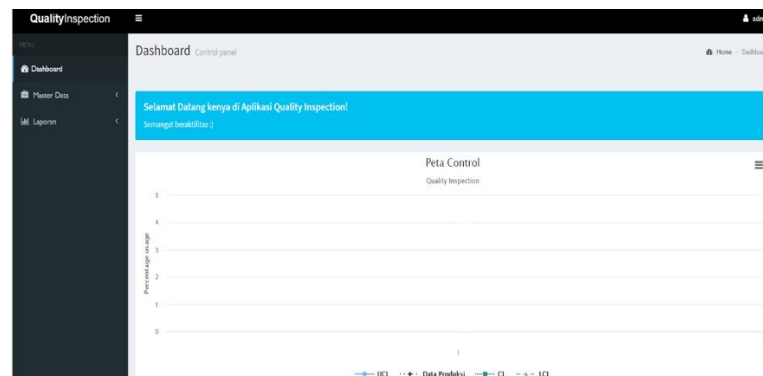 QualityInspection
MENU
Dashboard
Master Data
Laporan
Dashboard Control panel
Home
Selamat Datang kenya di Aplikasi Quality Inspection!
Semangat beraktifitas :)
Peta Control
Quality Inspection
Percentage usage
5
4
3
2
1
0
UCL Data Produksi CL LCL